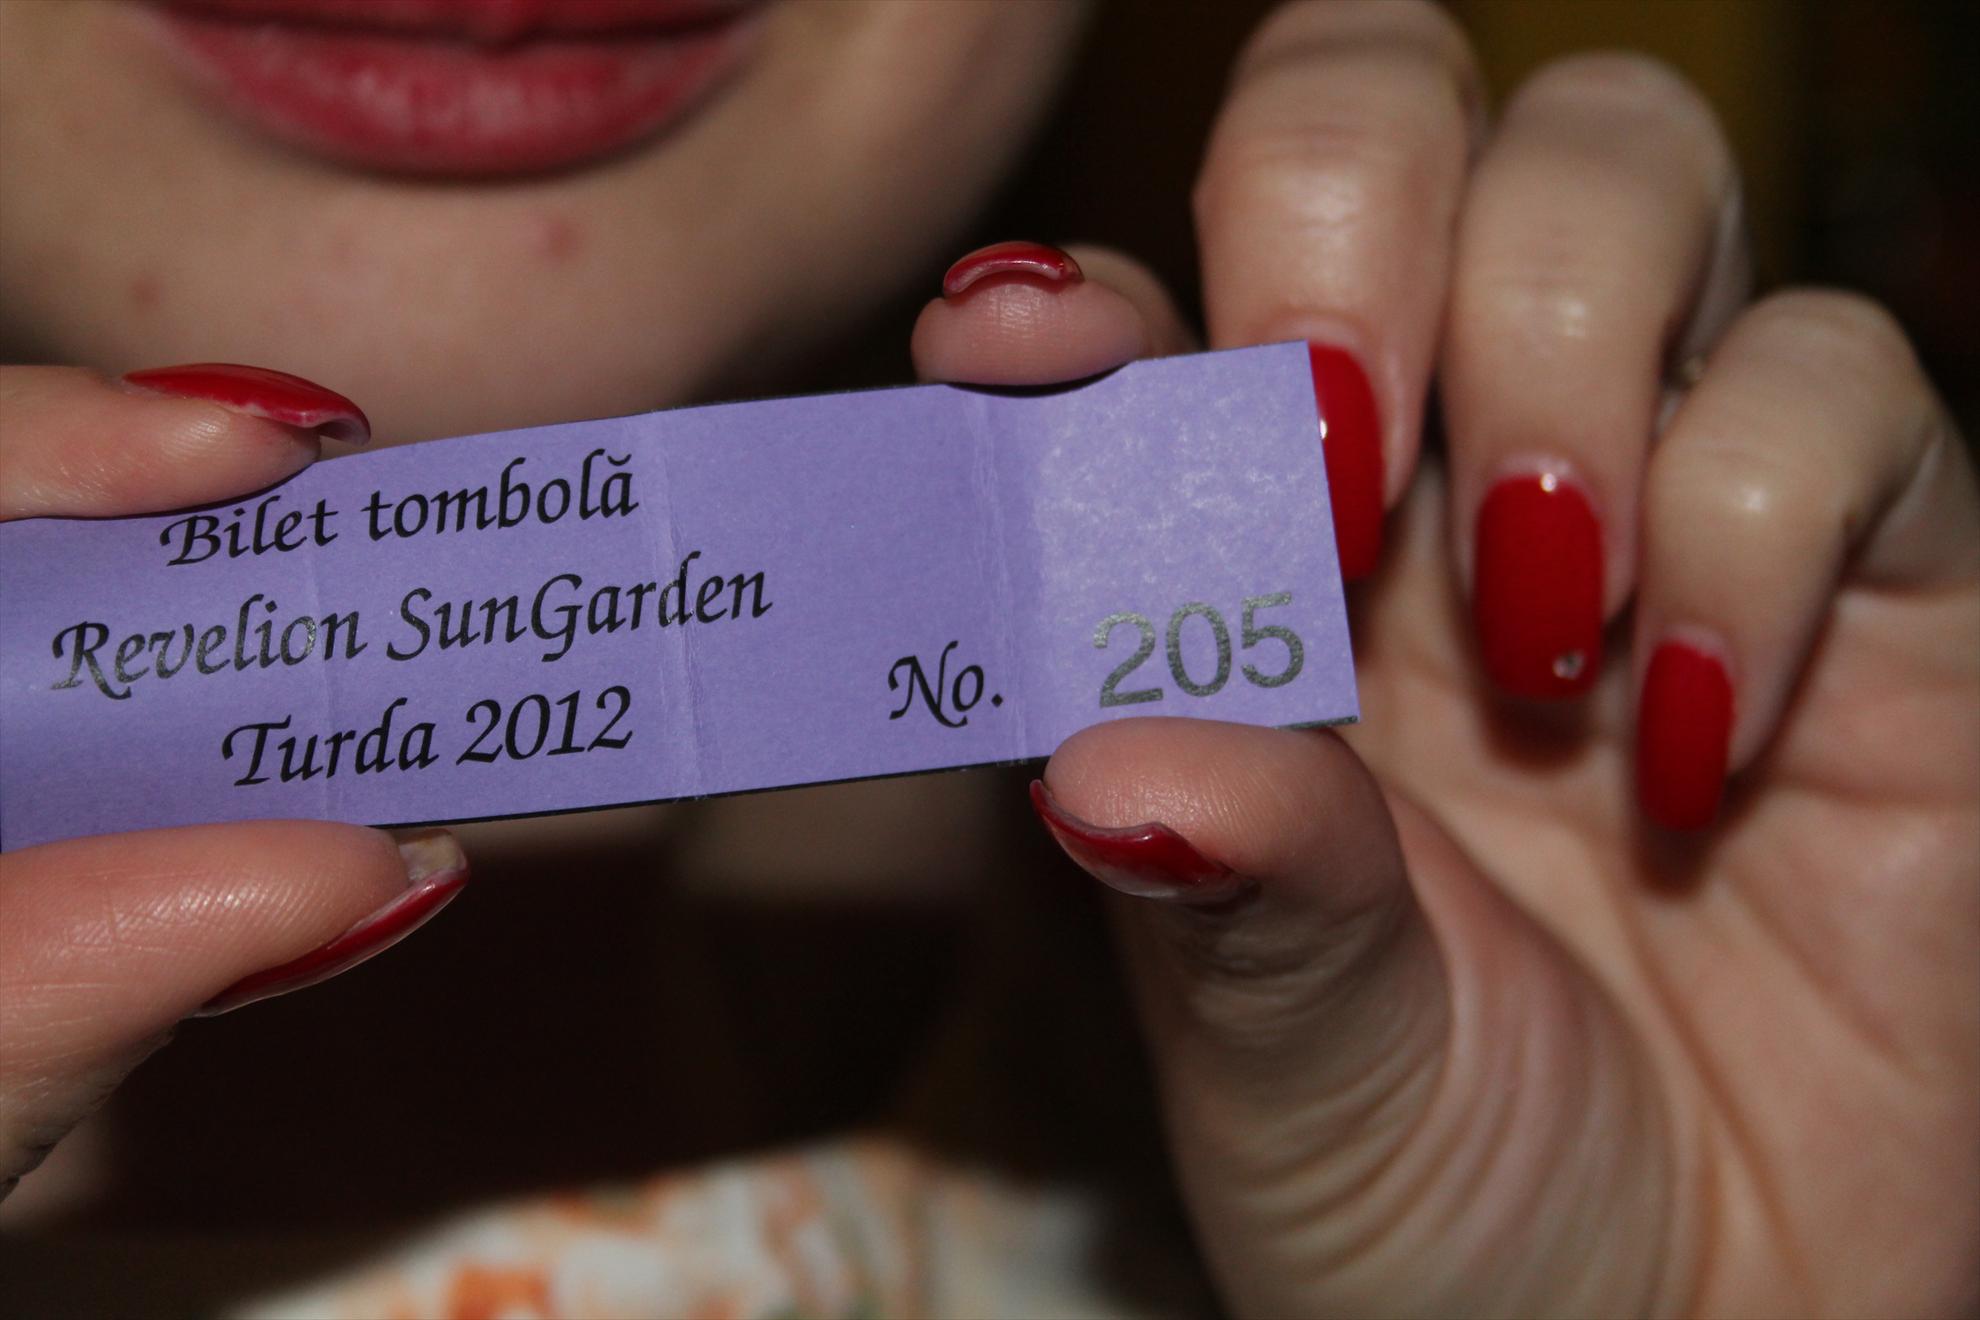 Bilet tombolă
Revelion SunGarden
Turda 2012
No. 205